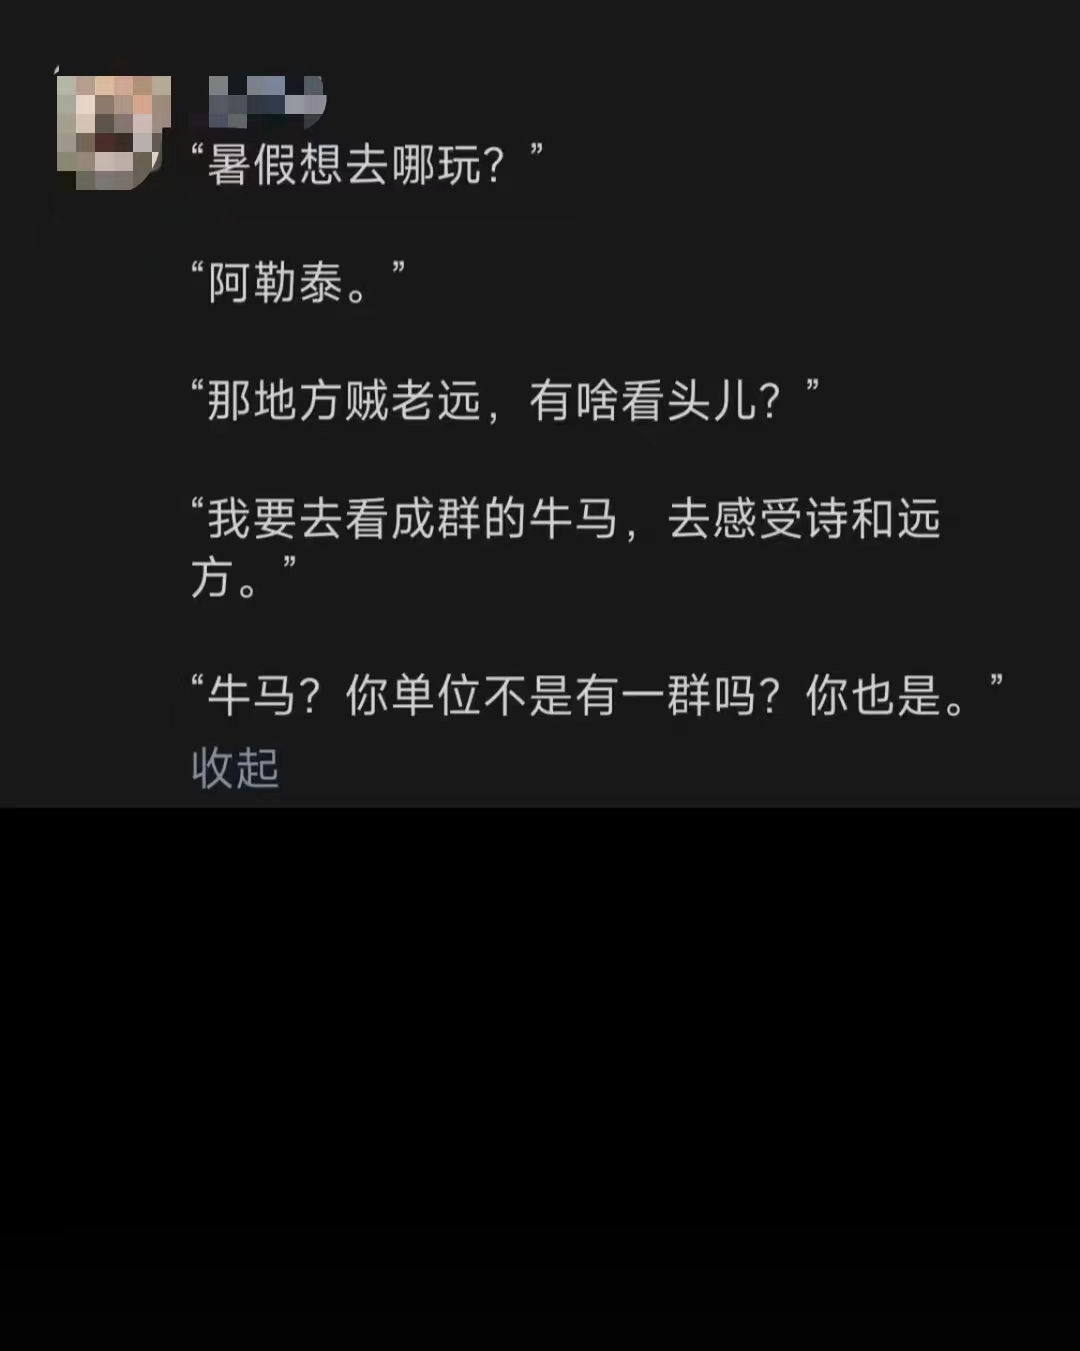 “暑假想去哪玩？”
“阿勒泰。”
“那地方贼老远，有啥看头儿？”
“我要去看成群的牛马，去感受诗和远
方。”
“牛马？你单位不是有一群吗？你也是。”
收起